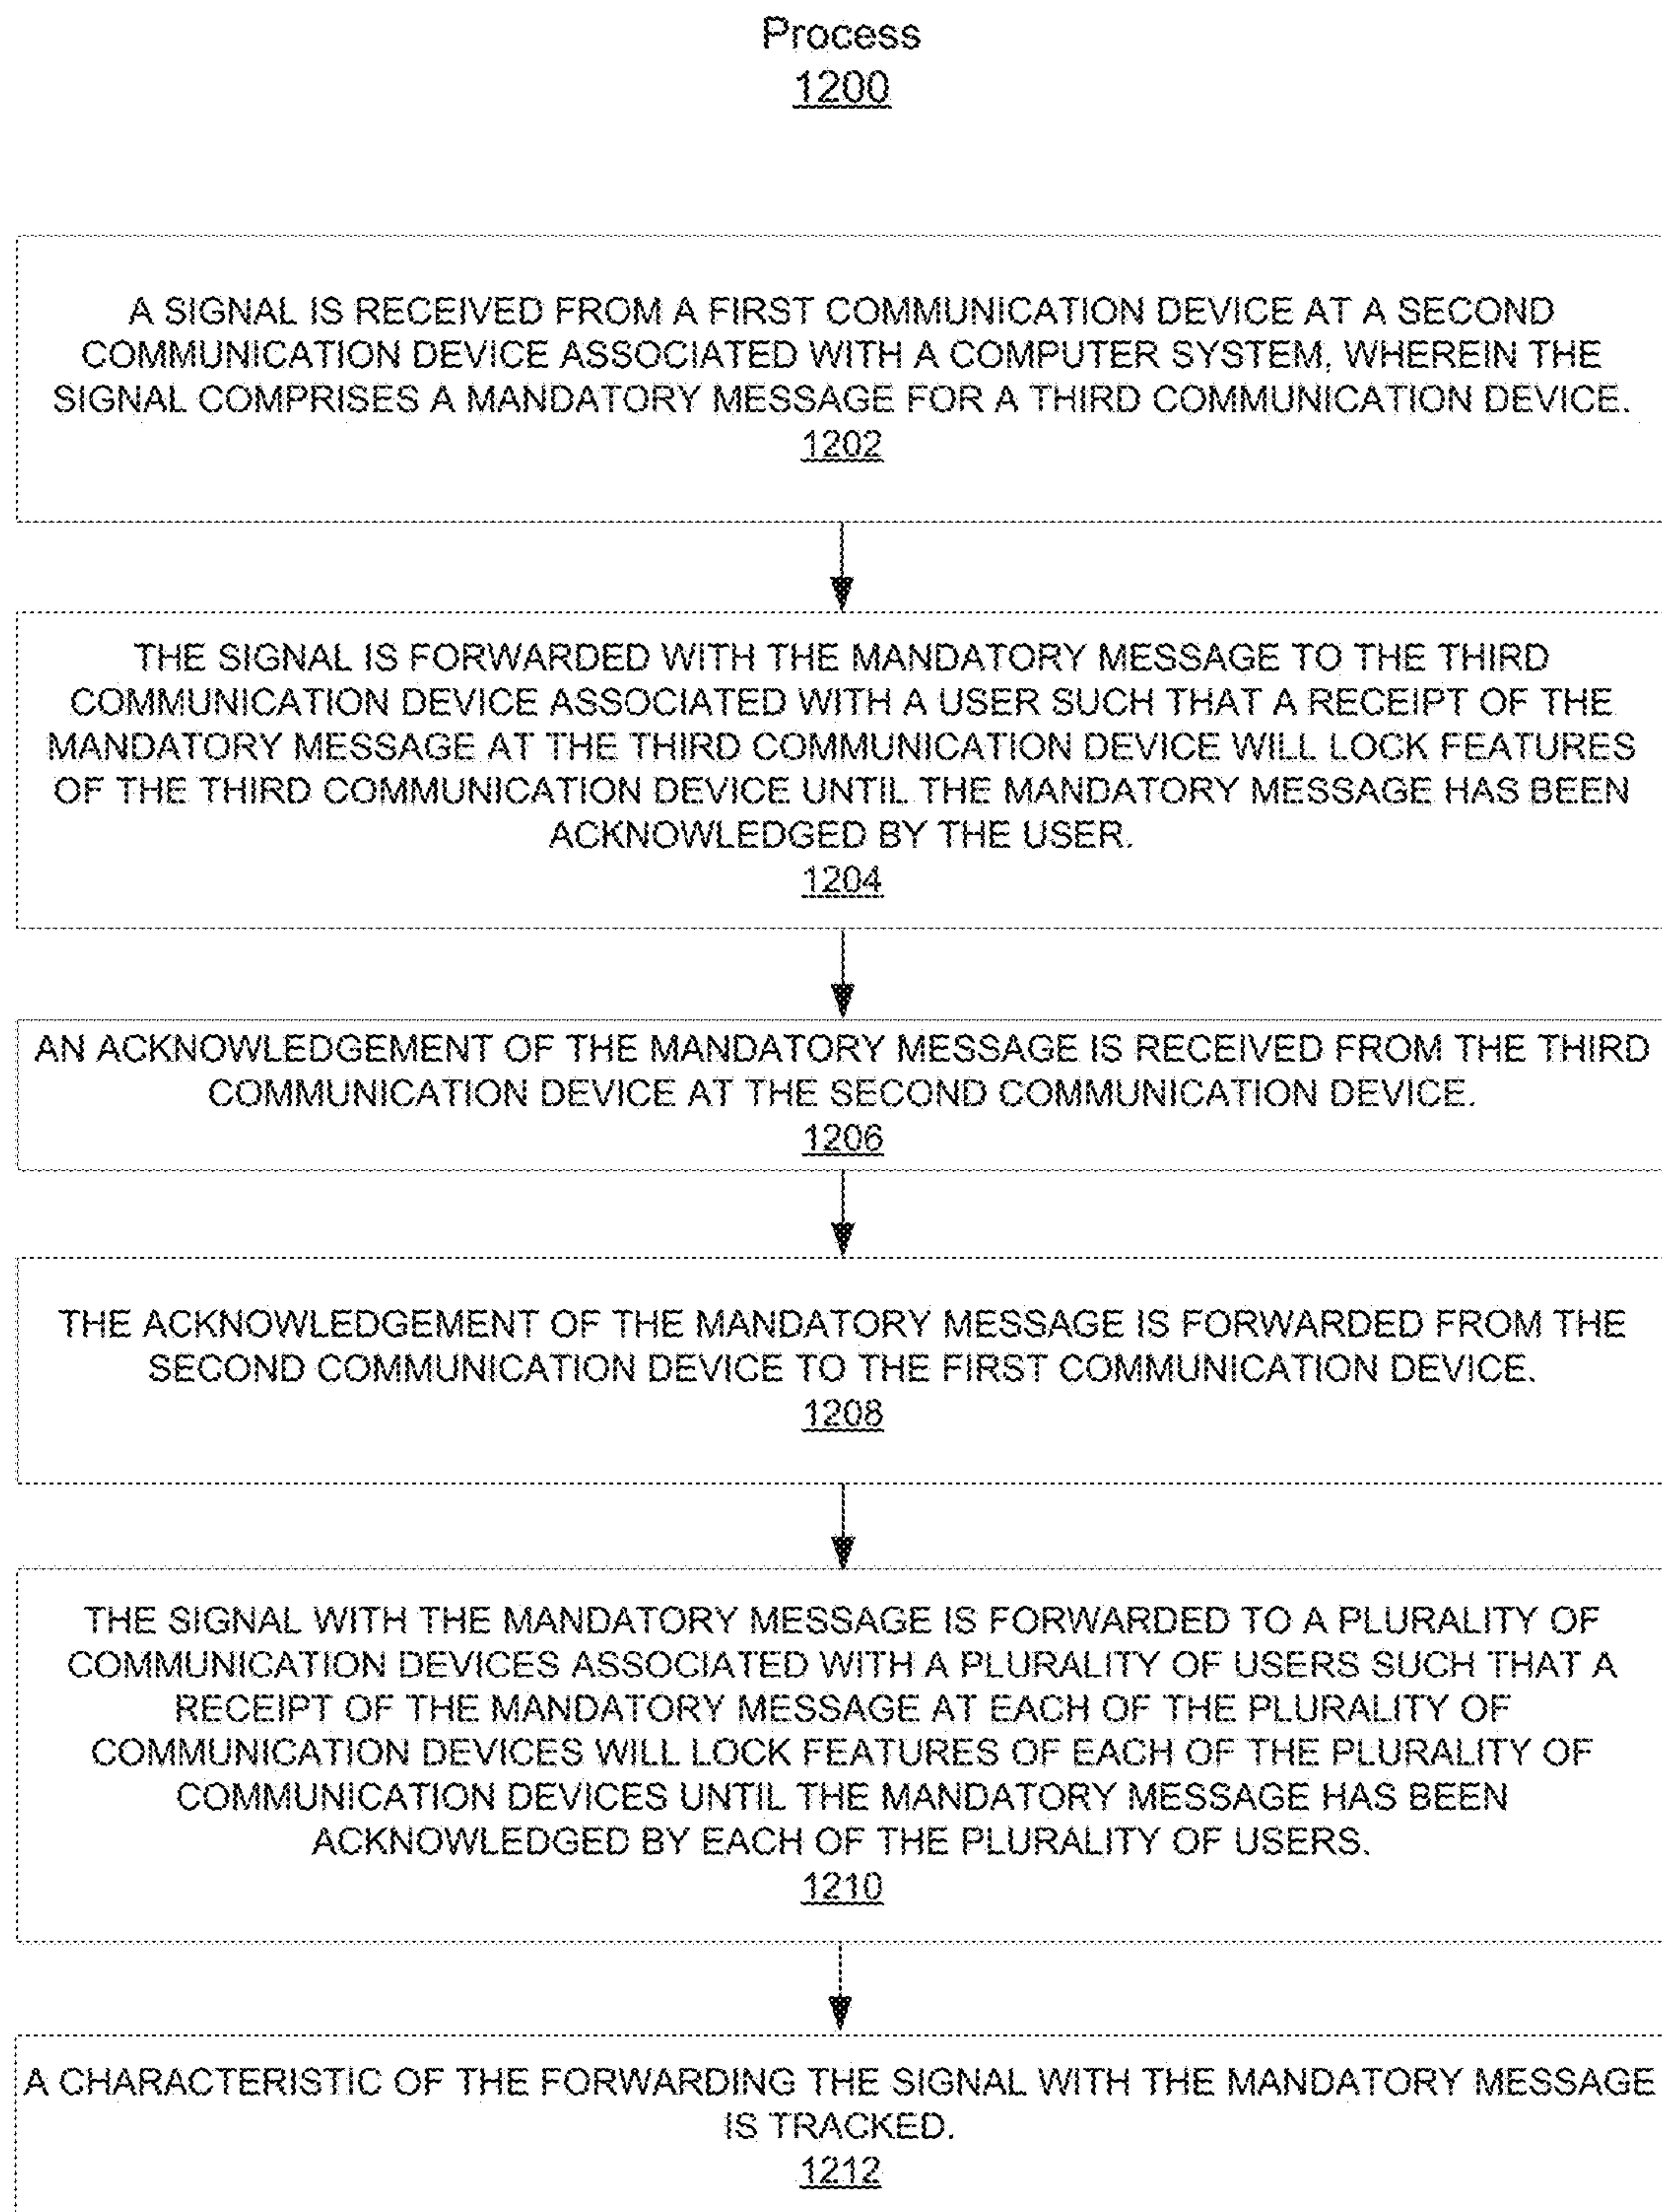 Process
1200
A SIGNAL IS RECEIVED FROM A FIRST COMMUNICATION DEVICE AT A SECOND
COMMUNICATION DEVICE ASSOCIATED WITH A COMPUTER SYSTEM, WHEREIN THE
SIGNAL COMPRISES A MANDATORY MESSAGE FOR A THIRD COMMUNICATION DEVICE.
1202
THE SIGNAL IS FORWARDED WITH THE MANDATORY MESSAGE TO THE THIRD
COMMUNICATION DEVICE ASSOCIATED WITH A USER SUCH THAT A RECEIPT OF THE
MANDATORY MESSAGE AT THE THIRD COMMUNICATION DEVICE WILL LOCK FEATURES
OF THE THIRD COMMUNICATION DEVICE UNTIL THE MANDATORY MESSAGE HAS BEEN
ACKNOWLEDGED BY THE USER.
1204
AN ACKNOWLEDGEMENT OF THE MANDATORY MESSAGE IS RECEIVED FROM THE THIRD
COMMUNICATION DEVICE AT THE SECOND COMMUNICATION DEVICE.
1206
THE ACKNOWLEDGEMENT OF THE MANDATORY MESSAGE IS FORWARDED FROM THE
SECOND COMMUNICATION DEVICE TO THE FIRST COMMUNICATION DEVICE.
1208
THE SIGNAL WITH THE MANDATORY MESSAGE IS FORWARDED TO A PLURALITY OF
COMMUNICATION DEVICES ASSOCIATED WITH A PLURALITY OF USERS SUCH THAT A
RECEIPT OF THE MANDATORY MESSAGE AT EACH OF THE PLURALITY OF
COMMUNICATION DEVICES WILL LOCK FEATURES OF EACH OF THE PLURALITY OF
COMMUNICATION DEVICES UNTIL THE MANDATORY MESSAGE HAS BEEN
ACKNOWLEDGED BY EACH OF THE PLURALITY OF USERS.
1210
A CHARACTERISTIC OF THE FORWARDING THE SIGNAL WITH THE MANDATORY MESSAGE
IS TRACKED.
1212